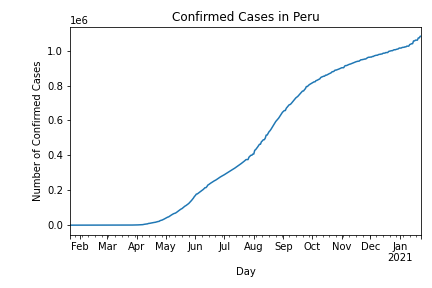 Confirmed Cases in Peru
1e6
1.0
0.8
0.6
0.4
0.2
0.0
Number of Confirmed Cases
Feb Mar Apr May Jun Jul Aug Sep Oct Nov Dec Jan
2021
Day